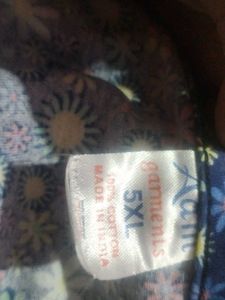 garments
5XL
100% COTTON
MADE IN INDIA